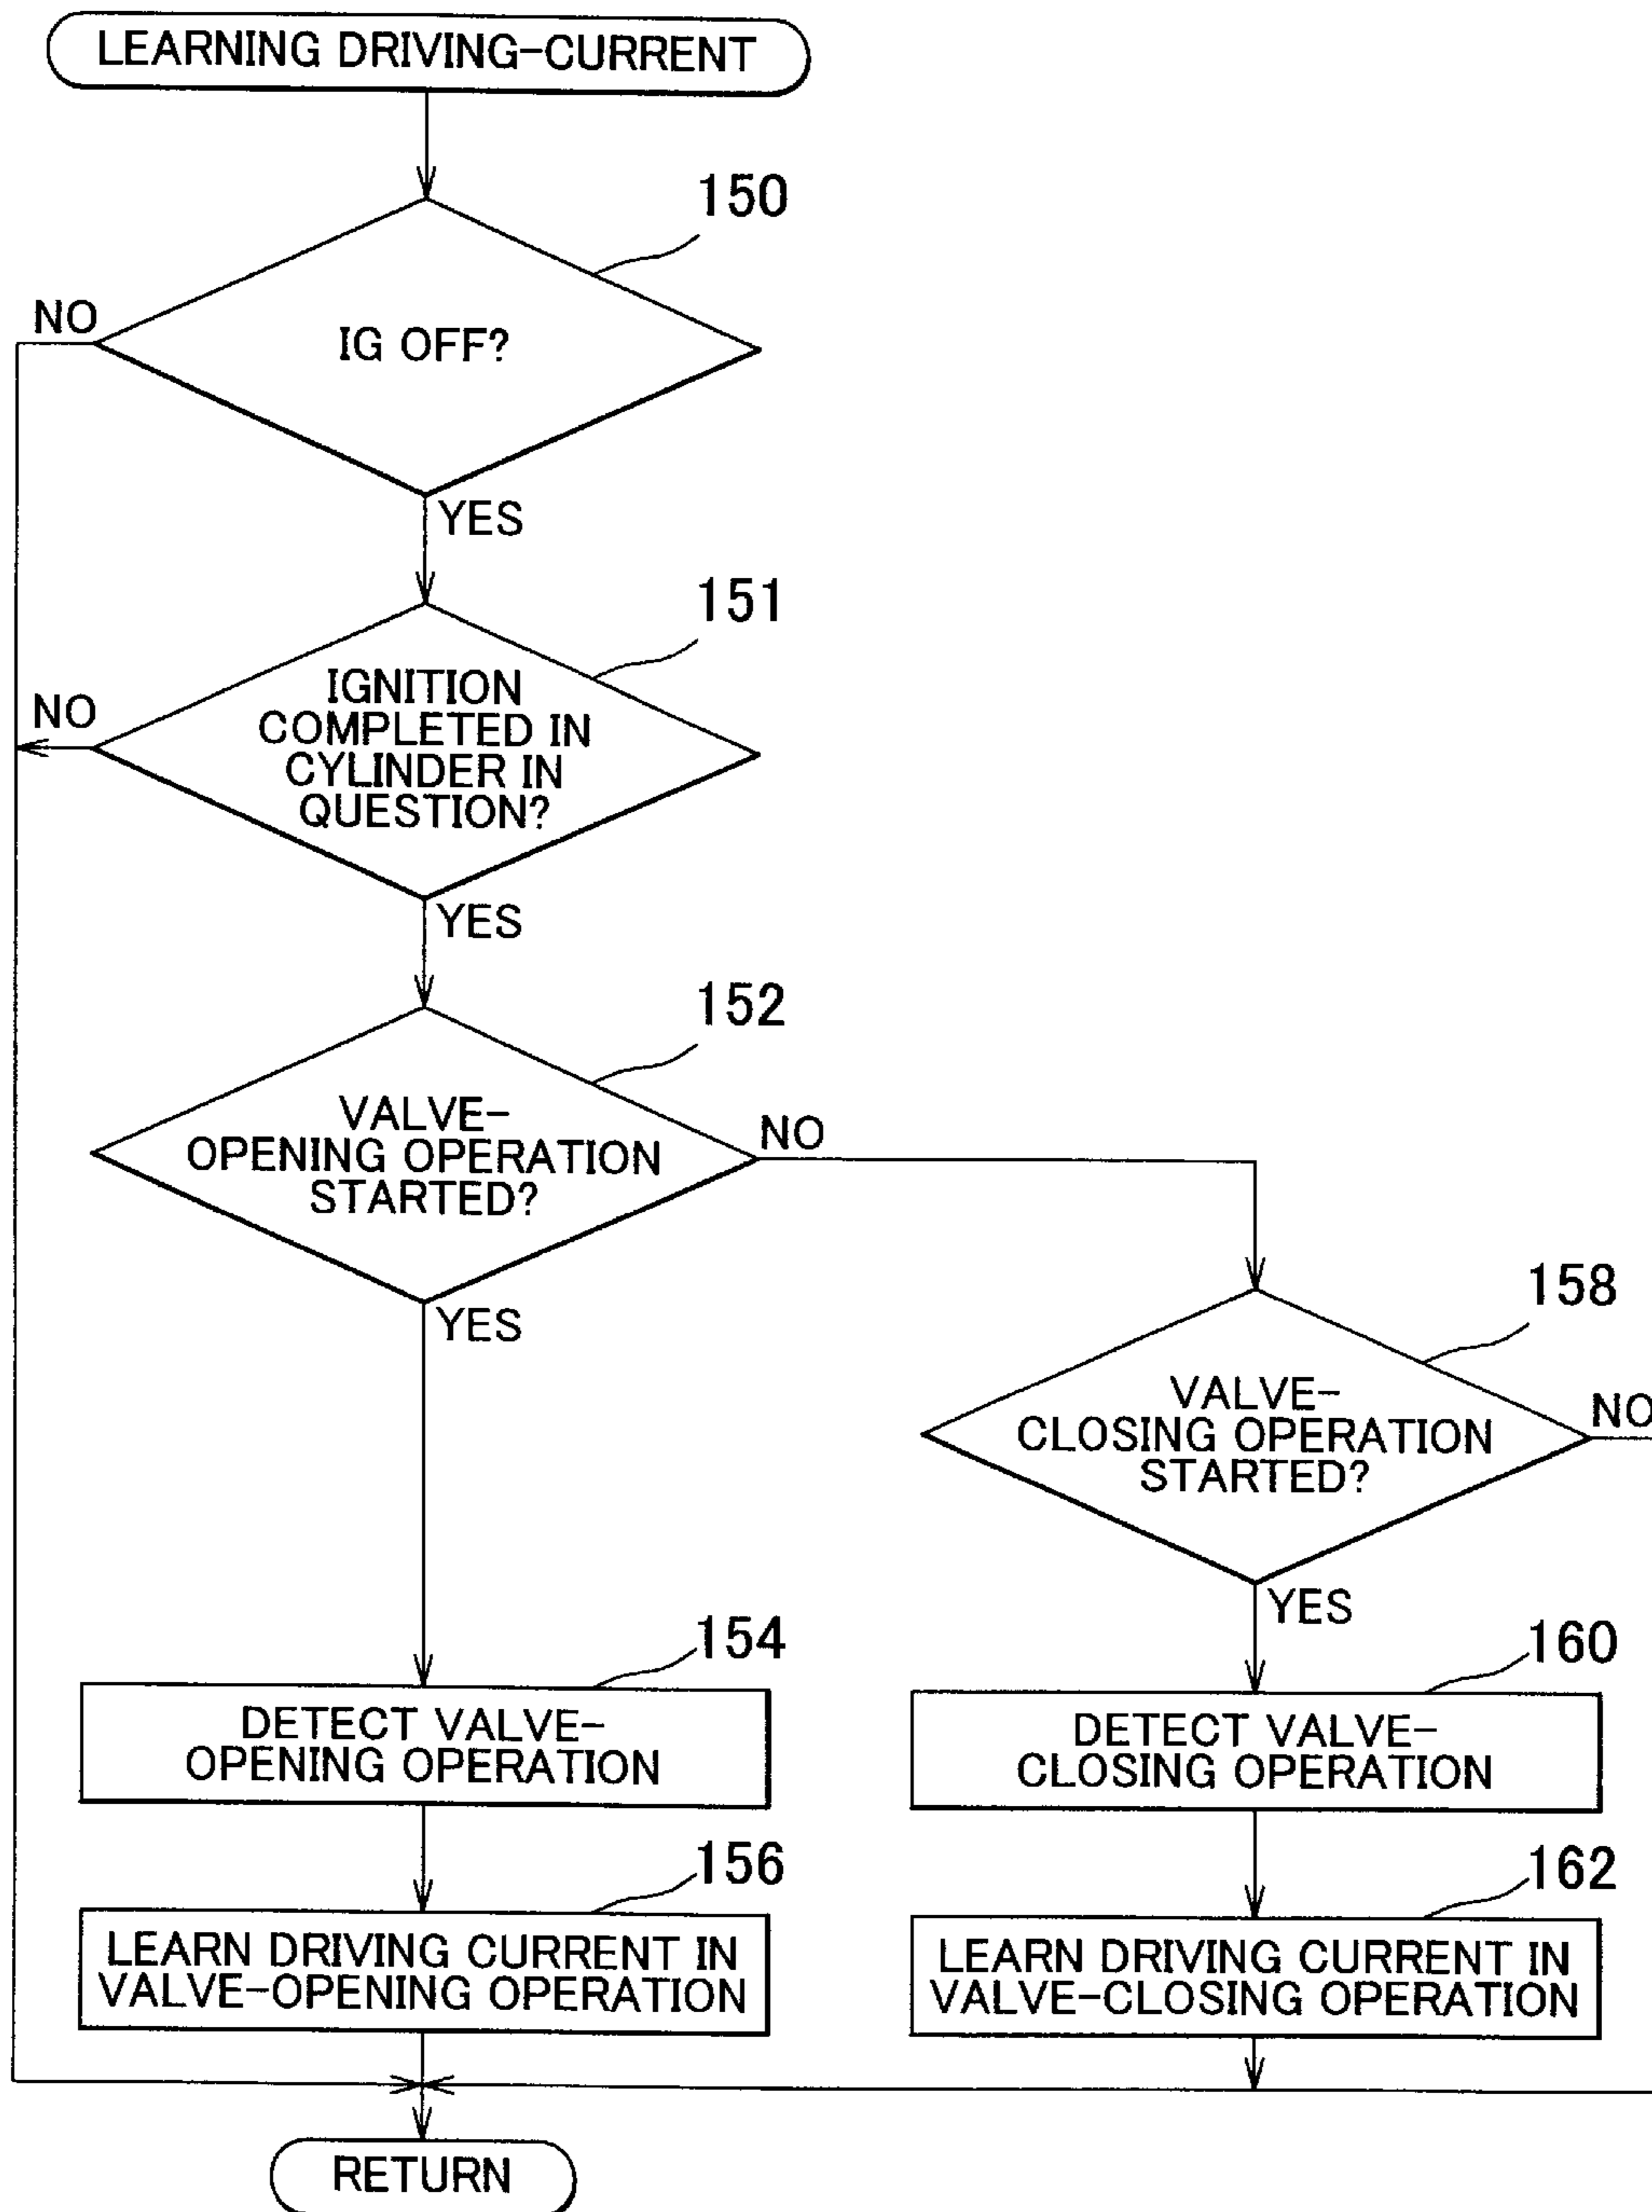 LEARNING DRIVING-CURRENT
150
NO
IG OFF?
YES
151
NO
IGNITION
COMPLETED IN
CYLINDER IN
QUESTION?
YES
152
VALVE-
OPENING OPERATION
STARTED?
NO
YES
158
VALVE-
CLOSING OPERATION
STARTED?
NO
YES
154
DETECT VALVE-
OPENING OPERATION
160
DETECT VALVE-
CLOSING OPERATION
156
LEARN DRIVING CURRENT IN
VALVE-OPENING OPERATION
162
LEARN DRIVING CURRENT IN
VALVE-CLOSING OPERATION
RETURN